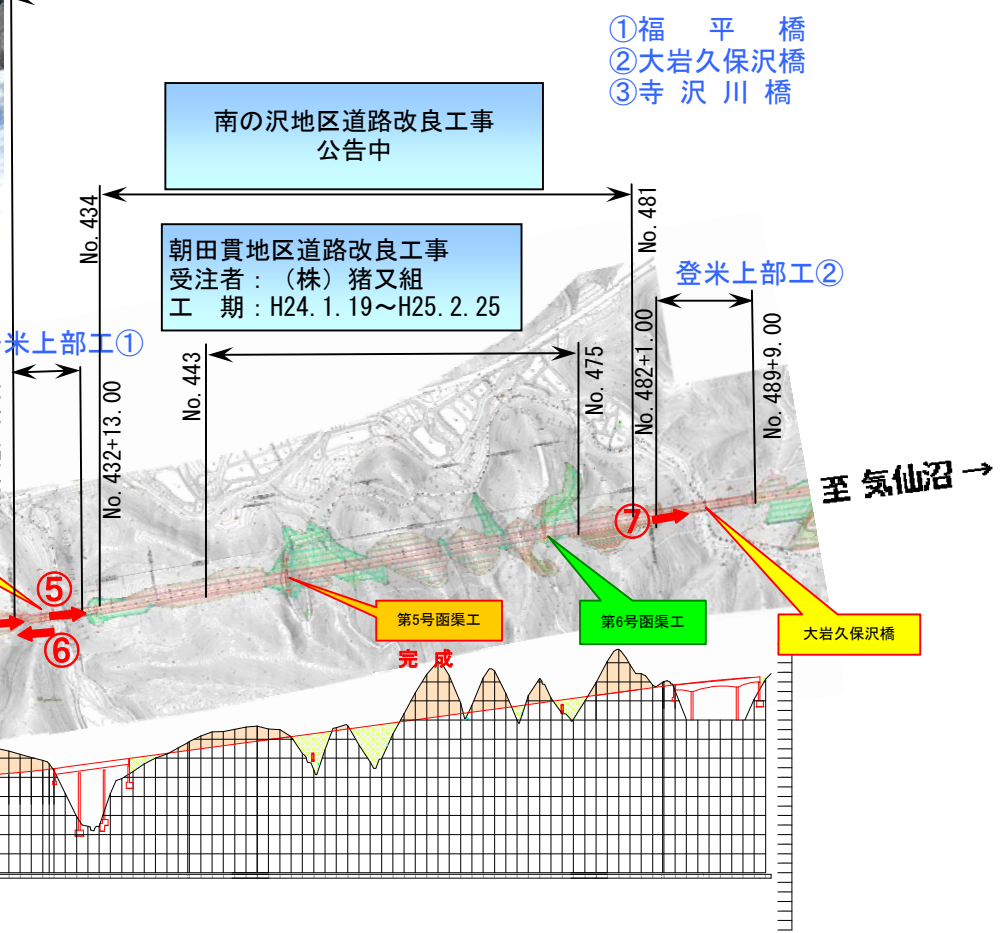 ①福　平　橋
②大岩久保沢橋
③寺 沢 川 橋
南の沢地区道路改良工事
公告中
No. 434
No. 481
朝田貫地区道路改良工事
受注者：（株）猪又組
工　期：H24.1.19～H25.2.25
登米上部工②
米上部工①
No. 432+13.00
No. 443
No. 475
No. 482+1.00
No. 489+9.00
至 気仙沼 →
⑦
⑤
⑥
第5号函渠工
完 成
第6号函渠工
大岩久保沢橋